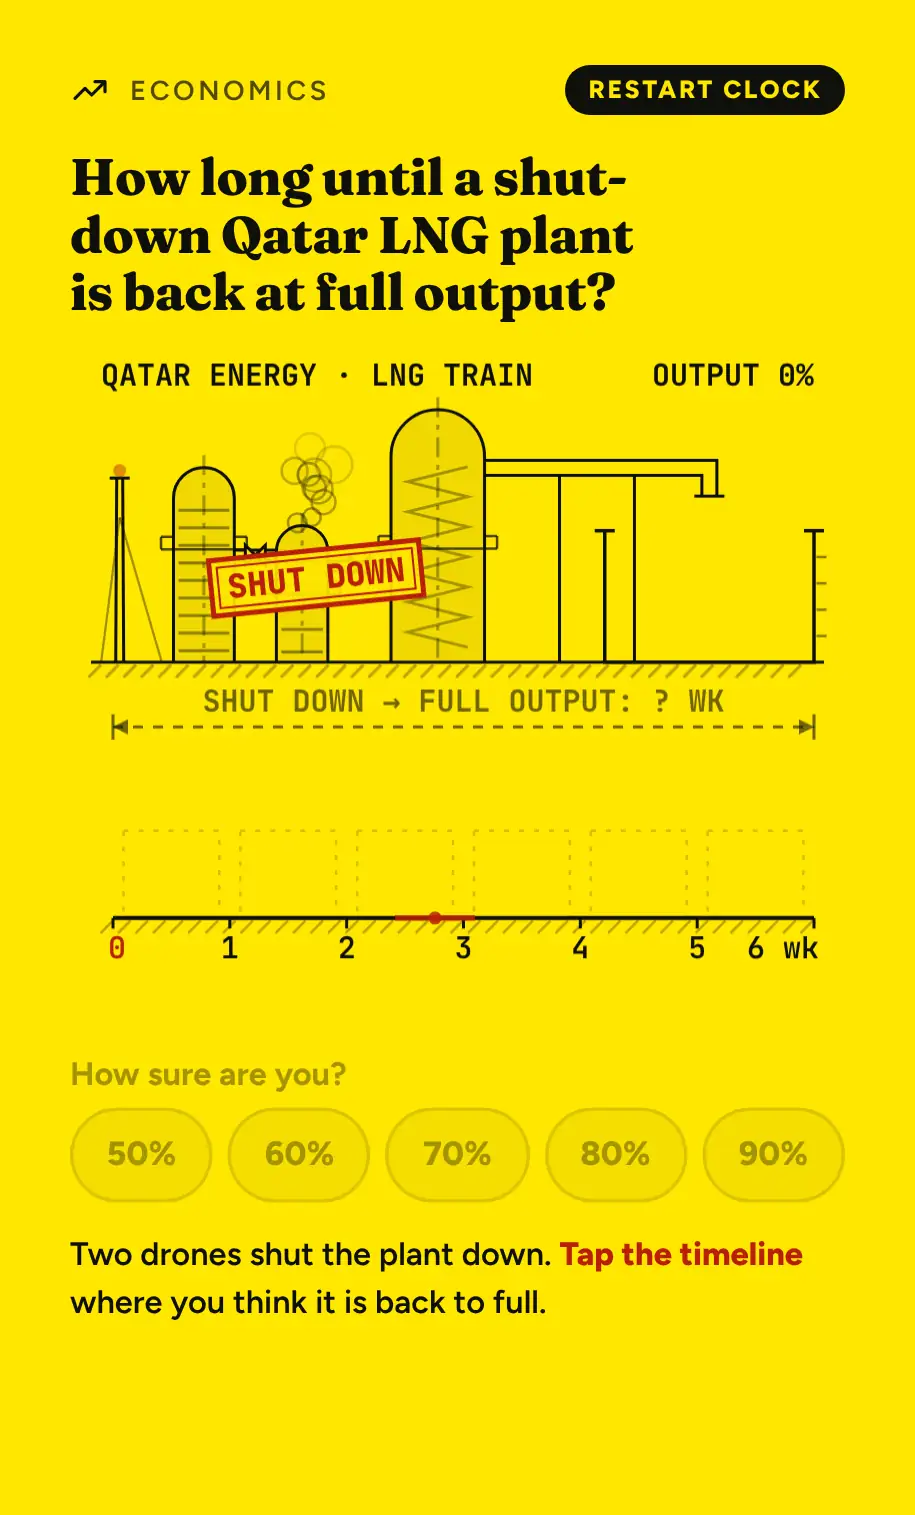 ECONOMICS
RESTART CLOCK
How long until a shut-
down Qatar LNG plant
is back at full output?
QATAR ENERGY · LNG TRAIN
OUTPUT 0%
SHUT DOWN
SHUT DOWN → FULL OUTPUT: ? WK
0 1 2 3 4 5 6 wk
How sure are you?
50% 60% 70% 80% 90%
Two drones shut the plant down. Tap the timeline
where you think it is back to full.